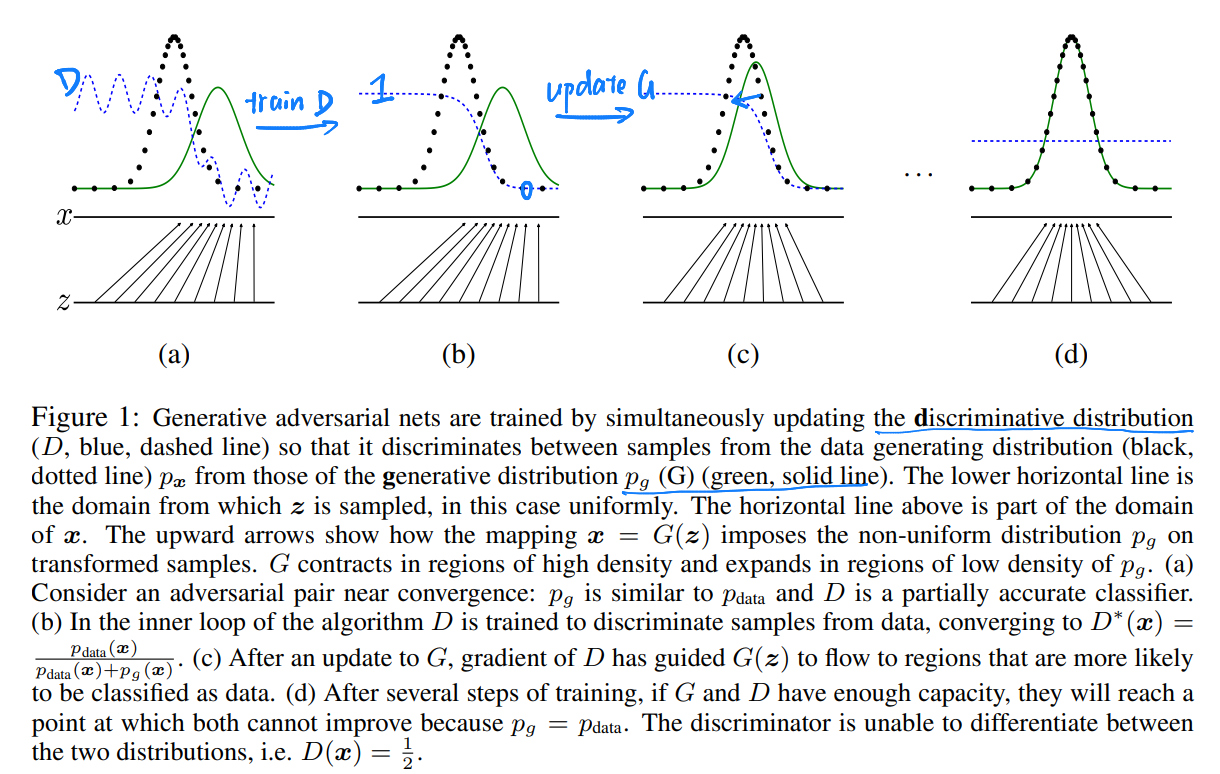 D
train D
1
0
update G
...
x
z
(a)
(b)
(c)
(d)
Figure 1: Generative adversarial nets are trained by simultaneously updating the discriminative distribution
(D, blue, dashed line) so that it discriminates between samples from the data generating distribution (black,
dotted line) pₓ from those of the generative distribution p_g (G) (green, solid line). The lower horizontal line is
the domain from which z is sampled, in this case uniformly. The horizontal line above is part of the domain
of x. The upward arrows show how the mapping x = G(z) imposes the non-uniform distribution p_g on
transformed samples. G contracts in regions of high density and expands in regions of low density of p_g. (a)
Consider an adversarial pair near convergence: p_g is similar to p_data and D is a partially accurate classifier.
(b) In the inner loop of the algorithm D is trained to discriminate samples from data, converging to D*(x) =
p_data(x) / (p_data(x)+p_g(x)). (c) After an update to G, gradient of D has guided G(z) to flow to regions that are more likely
to be classified as data. (d) After several steps of training, if G and D have enough capacity, they will reach a
point at which both cannot improve because p_g = p_data. The discriminator is unable to differentiate between
the two distributions, i.e. D(x) = 1/2.